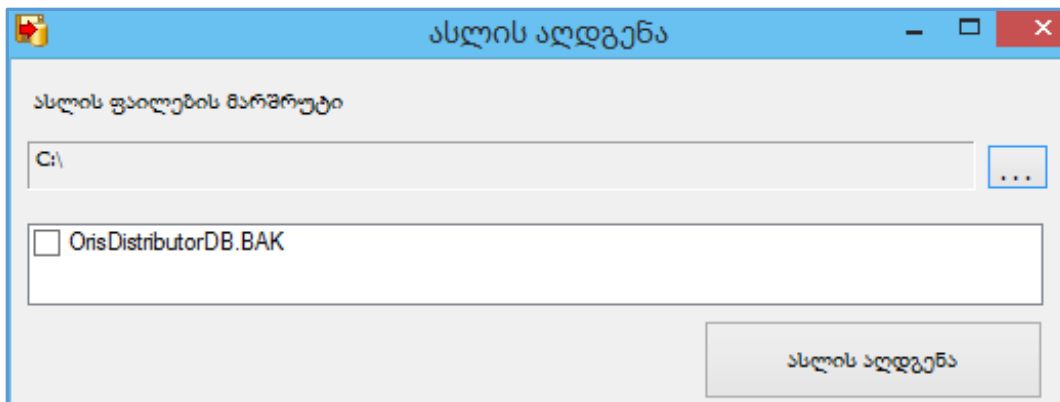 ასლის აღდგენა
ასლის ფაილების მარშრუტი
C:\
...
OrisDistributorDB.BAK
ასლის აღდგენა